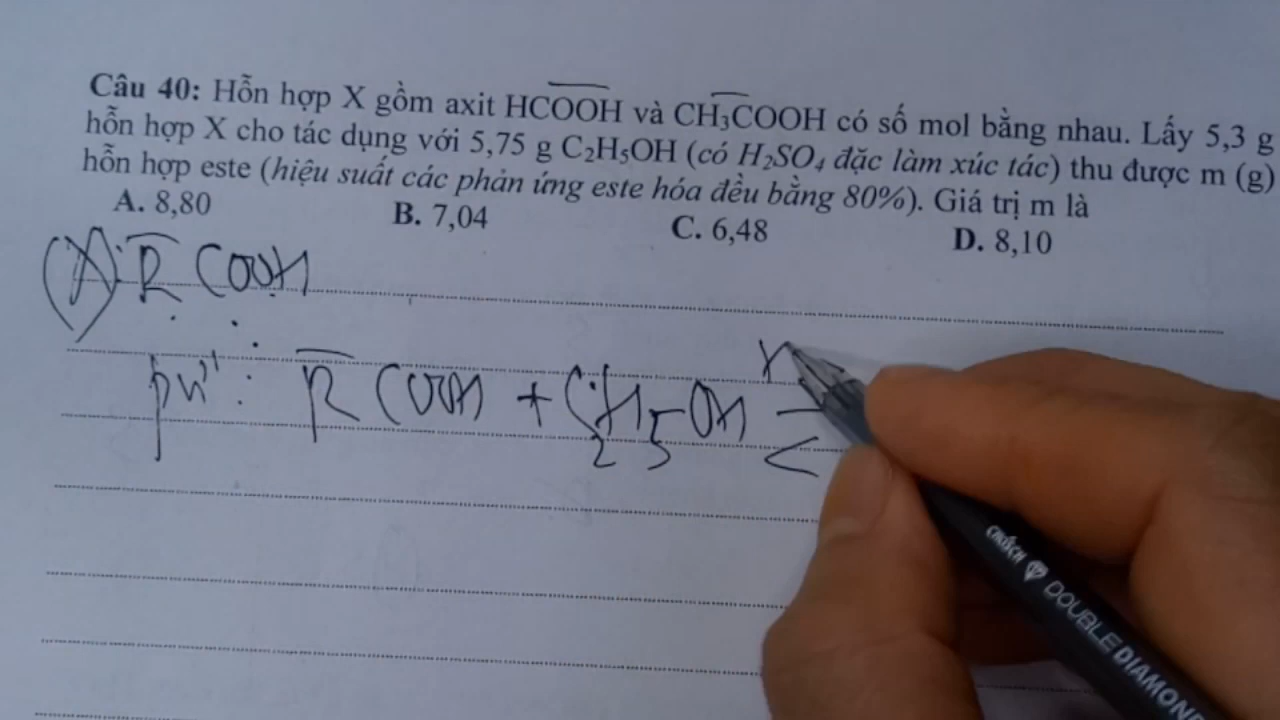 Câu 40: Hỗn hợp X gồm axit HCOOH và CH₃COOH có số mol bằng nhau. Lấy 5,3 g
hỗn hợp X cho tác dụng với 5,75 g C₂H₅OH (có H₂SO₄ đặc làm xúc tác) thu được m (g)
hỗn hợp este (hiệu suất các phản ứng este hóa đều bằng 80%). Giá trị m là
A. 8,80 B. 7,04 C. 6,48 D. 8,10
(X): R̅COOH
pư: R̅COOH + C₂H₅OH
DOUBLE DIAMON